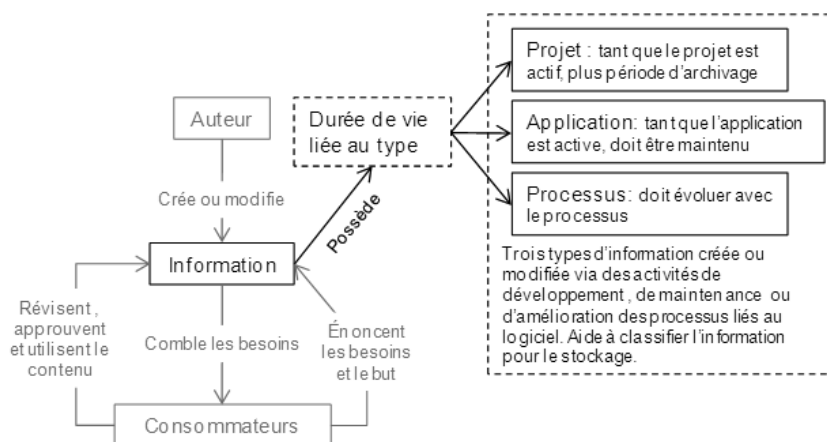 Projet : tant que le projet est
actif, plus période d'archivage
Durée de vie
liée au type
Application: tant que l'application
est active, doit être maintenu
Auteur
Processus: doit évoluer avec
le processus
Crée ou modifie
Possède
Information
Trois types d'information créée ou
modifiée via des activités de
développement , de maintenance ou
d'amélioration des processus liés au
logiciel. Aide à classifier l'information
pour le stockage.
Révisent ,
approuvent
et utilisent le
contenu
Comble les besoins
Énoncent
les besoins
et le but
Consommateurs